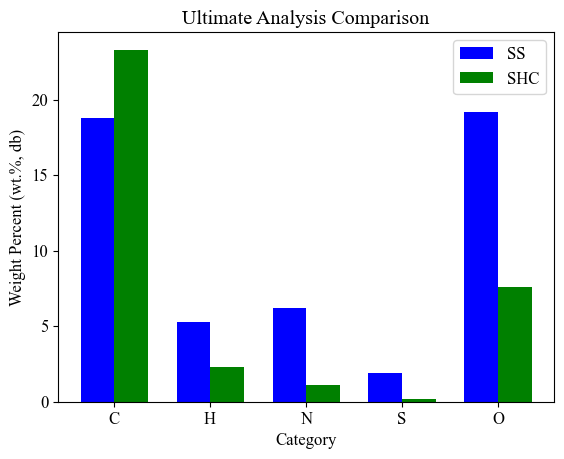 Ultimate Analysis Comparison
SS
SHC
Weight Percent (wt.%, db)
20
15
10
5
0
C H N S O
Category